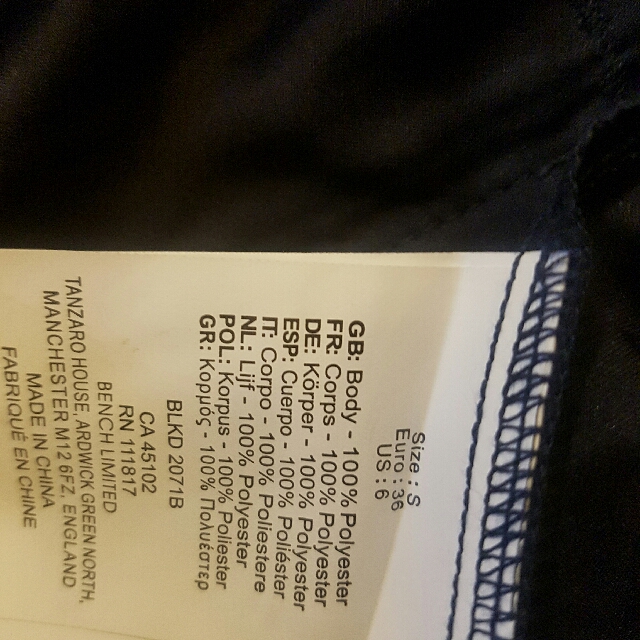 Size : S
Euro : 36
US : 6
GB: Body - 100% Polyester
FR: Corps - 100% Polyester
DE: Körper - 100% Polyester
ESP: Cuerpo - 100% Poliéster
IT: Corpo - 100% Poliestere
NL: Lijf - 100% Polyester
POL: Korpus - 100% Poliester
GR: Κορμός - 100% Πολυέστερ
BLKD 2071B
CA 45102
RN 111817
BENCH LIMITED
TANZARO HOUSE, ARDWICK GREEN NORTH,
MANCHESTER M12 6FZ, ENGLAND
MADE IN CHINA
FABRIQUÉ EN CHINE